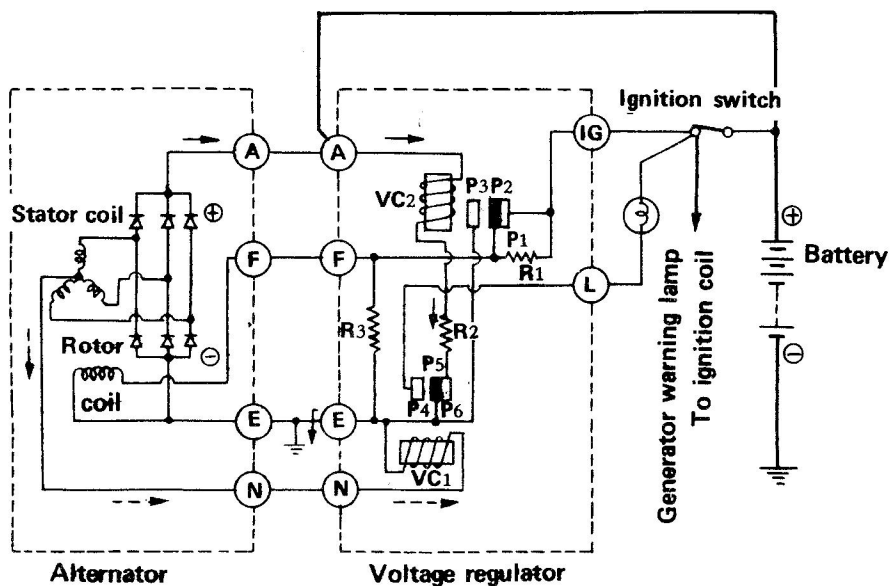 Ignition switch
A
A
IG
P3 P2
VC2
Stator coil
⊕
P1
R1
F
F
L
⊕
Battery
R3
R2
Rotor
⊖
coil
P5
P4
P6
⊖
E
E
VC1
N
N
Generator warning lamp
To ignition coil
Alternator
Voltage regulator